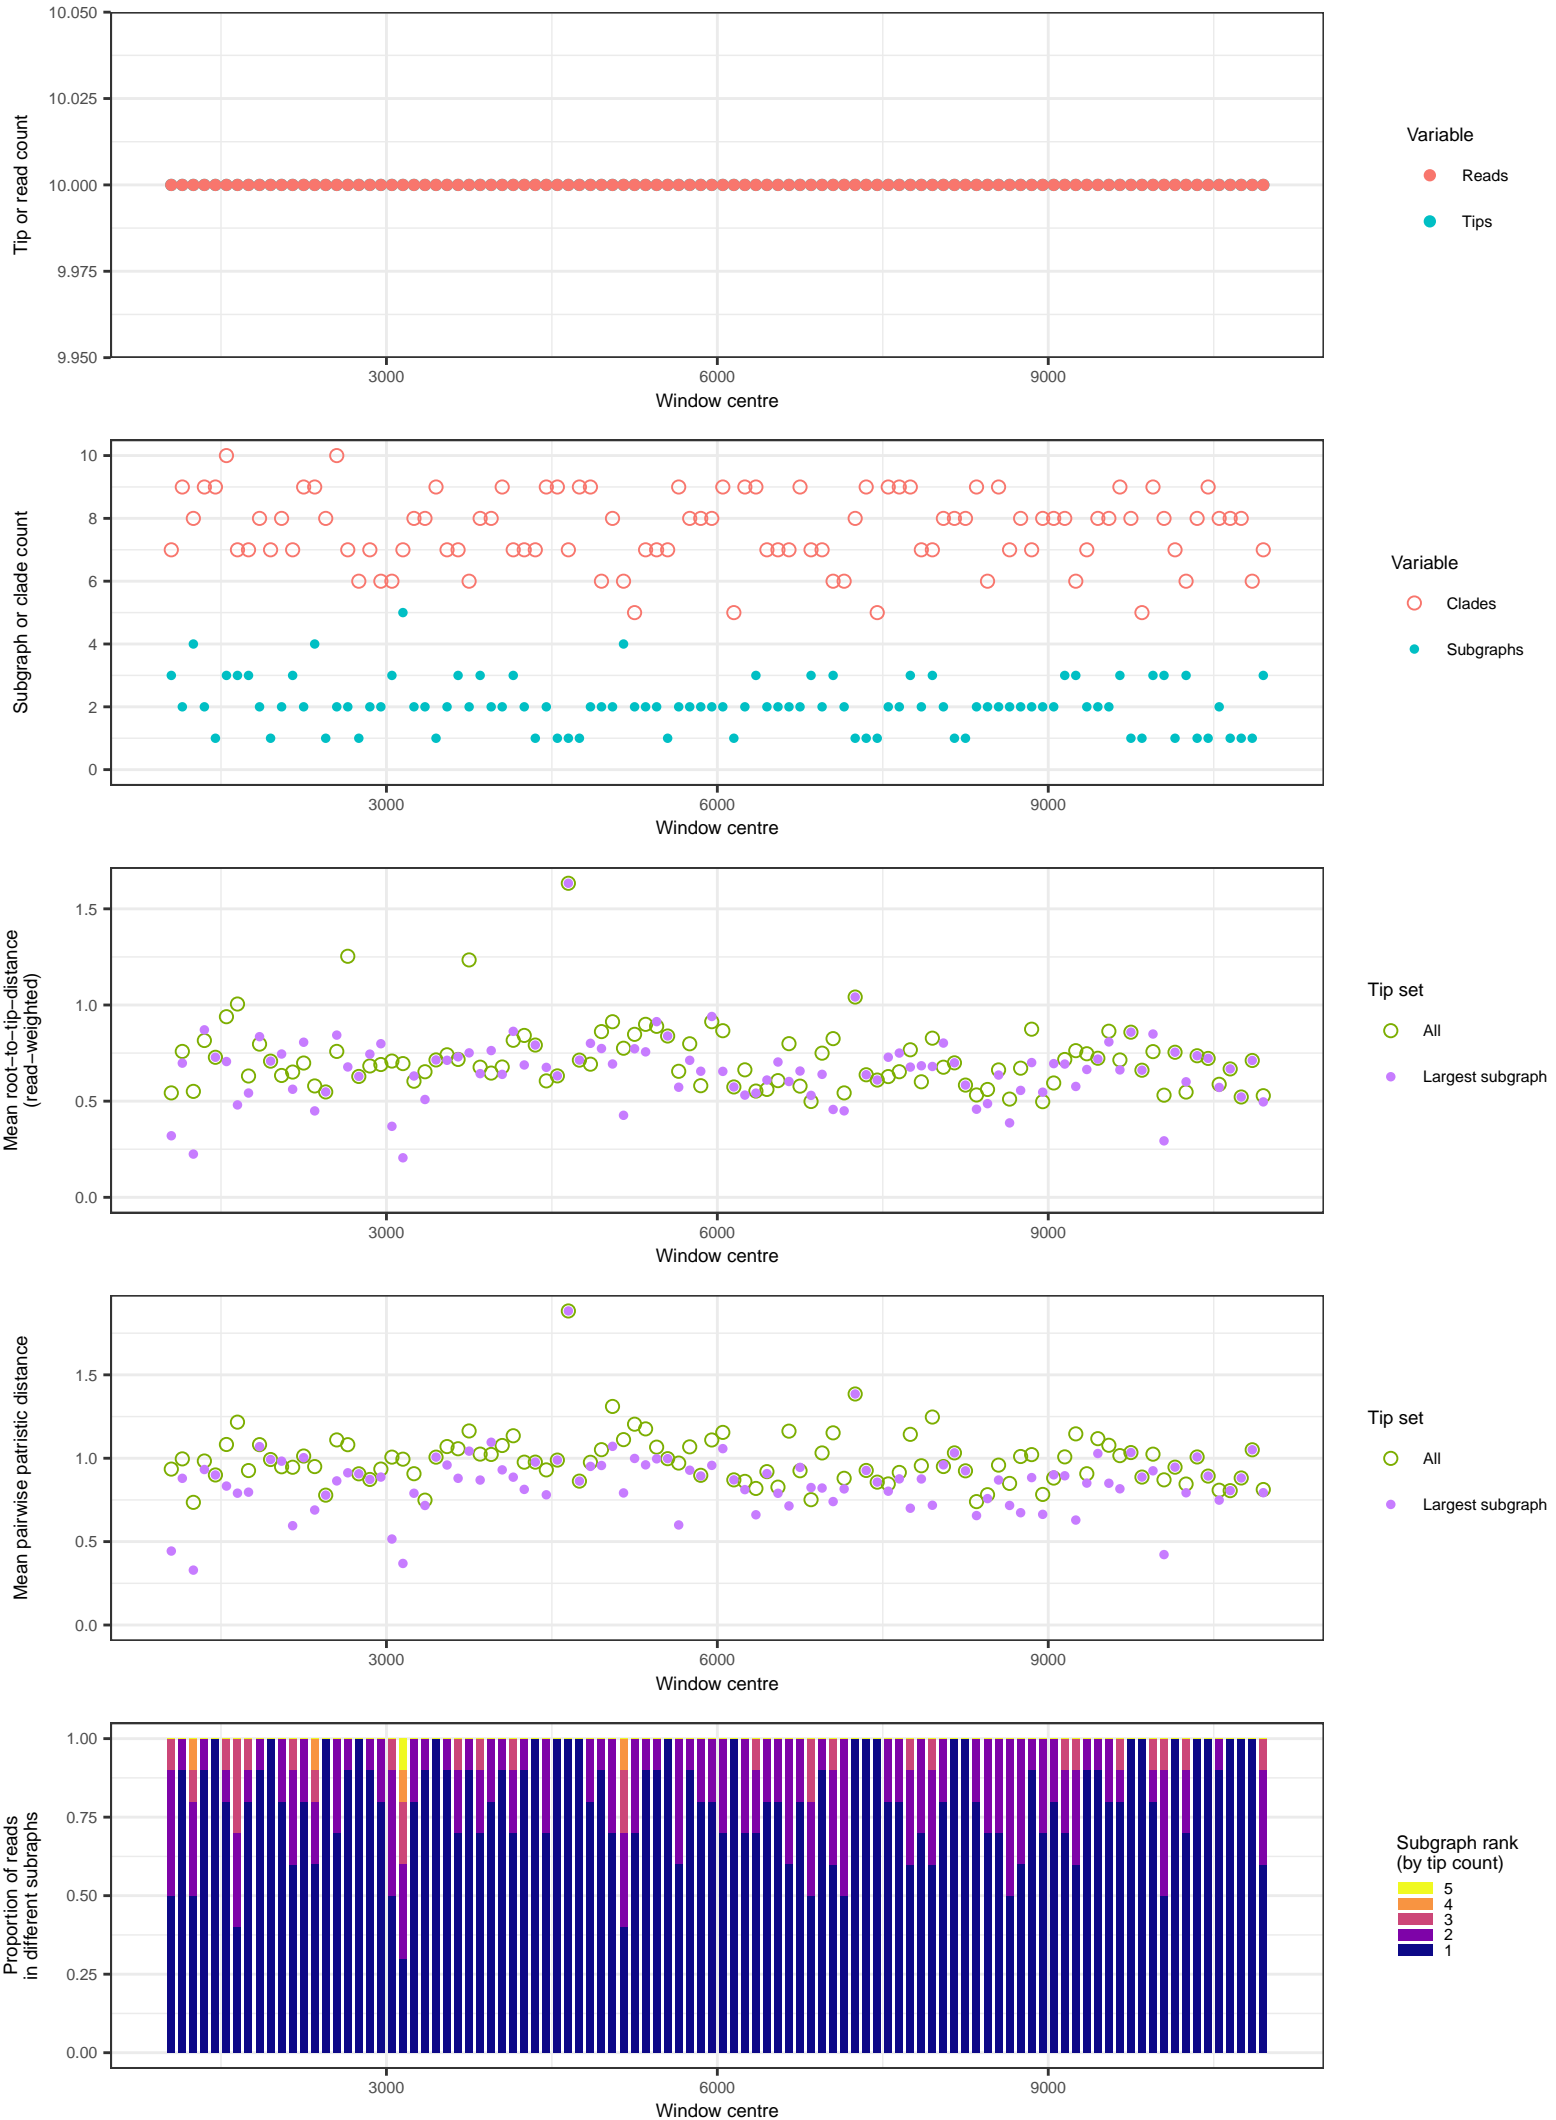 10.050
10.025
10.000
9.975
9.950
Tip or read count
3000
6000
9000
Window centre
Variable
Reads
Tips
10
8
6
4
2
0
Subgraph or clade count
3000
6000
9000
Window centre
Variable
Clades
Subgraphs
1.5
1.0
0.5
0.0
Mean root−to−tip−distance
(read−weighted)
3000
6000
9000
Window centre
Tip set
All
Largest subgraph
1.5
1.0
0.5
0.0
Mean pairwise patristic distance
3000
6000
9000
Window centre
Tip set
All
Largest subgraph
1.00
0.75
0.50
0.25
0.00
Proportion of reads
in different subraphs
3000
6000
9000
Window centre
Subgraph rank
(by tip count)
5
4
3
2
1